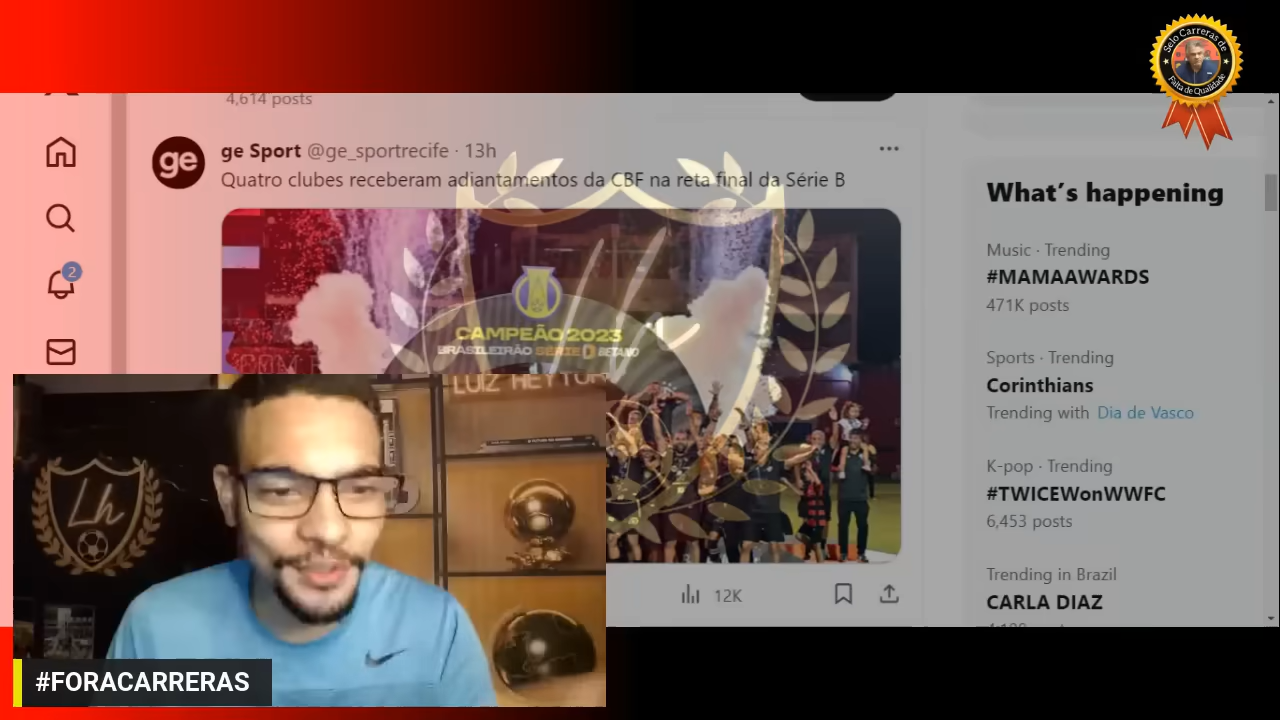 Selo Carreras de
Falta de Qualidade
4,614 posts
ge
ge Sport @ge_sportrecife · 13h
Quatro clubes receberam adiantamentos da CBF na reta final da Série B
2
CAMPEÃO 2023
BRASILEIRÃO SÉRIE B BETANO
LUIZ HEYTOR
Lh
12K
#FORACARRERAS
What's happening
Music · Trending
#MAMAAWARDS
471K posts
Sports · Trending
Corinthians
Trending with Dia de Vasco
K-pop · Trending
#TWICEWonWWFC
6,453 posts
Trending in Brazil
CARLA DIAZ